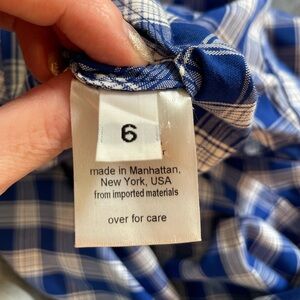 6
made in Manhattan,
New York, USA
from imported materials
over for care